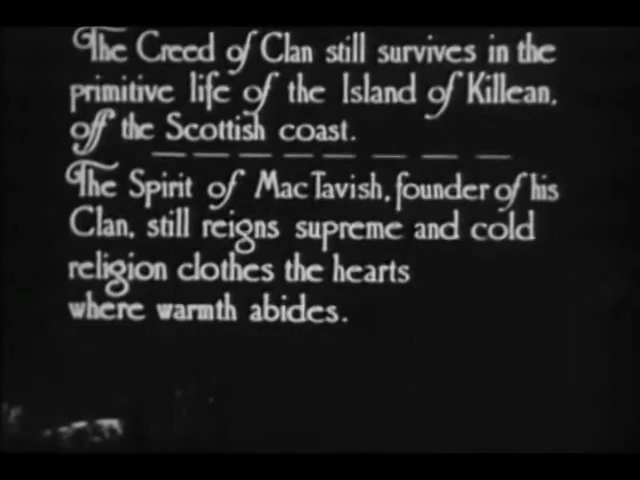 The Creed of Clan still survives in the
primitive life of the Island of Killean,
off the Scottish coast.
The Spirit of MacTavish, founder of his
Clan, still reigns supreme and cold
religion clothes the hearts
where warmth abides.